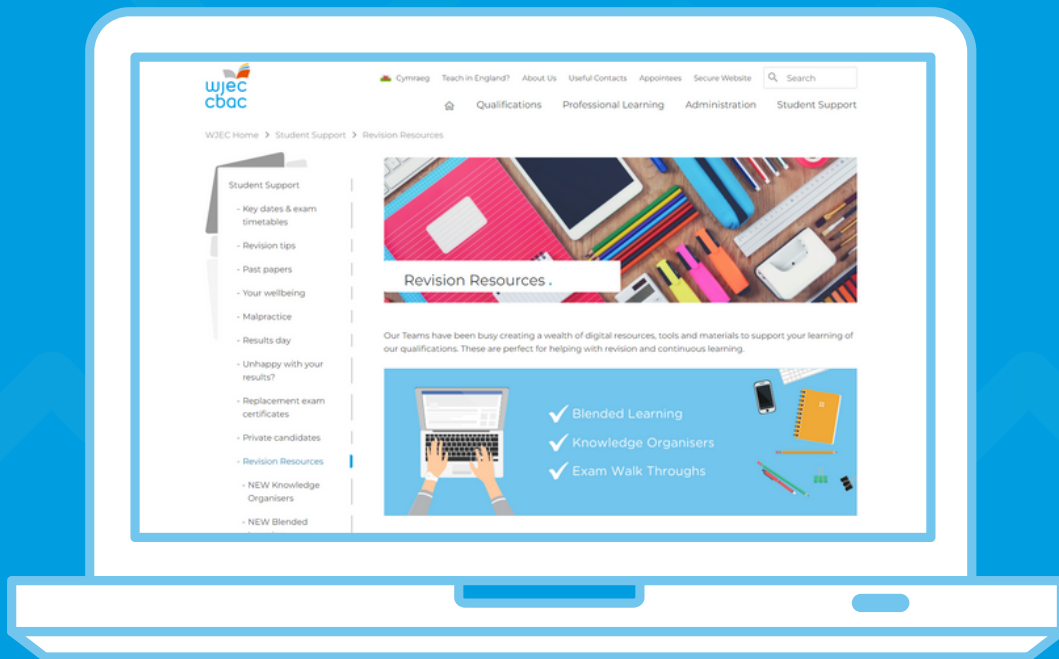 wjec
cbac
Cymraeg Teach in England? About Us Useful Contacts Appointees Secure Website Search
Qualifications Professional Learning Administration Student Support
WJEC Home > Student Support > Revision Resources
Student Support
- Key dates & exam
timetables
- Revision tips
- Past papers
- Your wellbeing
- Malpractice
- Results day
- Unhappy with your
results?
- Replacement exam
certificates
- Private candidates
- Revision Resources
- NEW Knowledge
Organisers
- NEW Blended
Revision Resources .
Our Teams have been busy creating a wealth of digital resources, tools and materials to support your learning of
our qualifications. These are perfect for helping with revision and continuous learning.
Blended Learning
Knowledge Organisers
Exam Walk Throughs